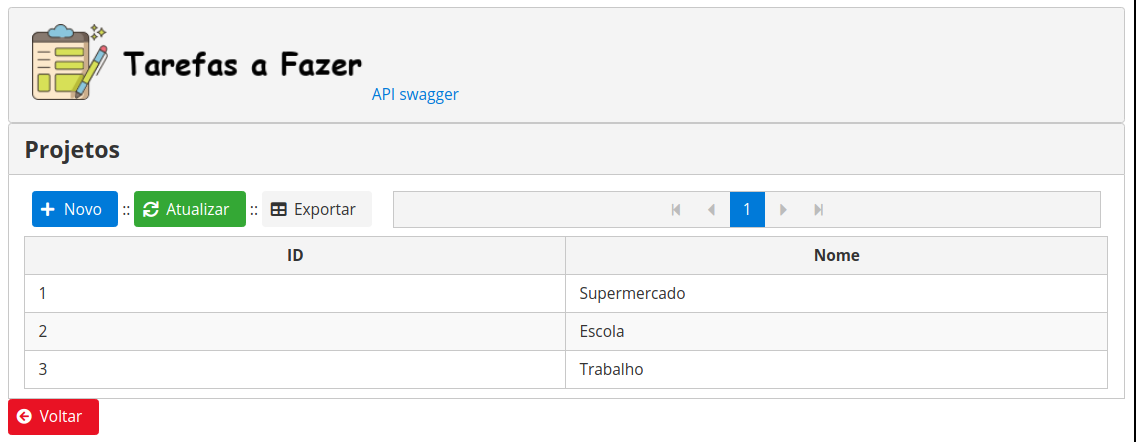 Tarefas a Fazer
API swagger
Projetos
Novo :: Atualizar :: Exportar 1
ID Nome
1 Supermercado
2 Escola
3 Trabalho
Voltar